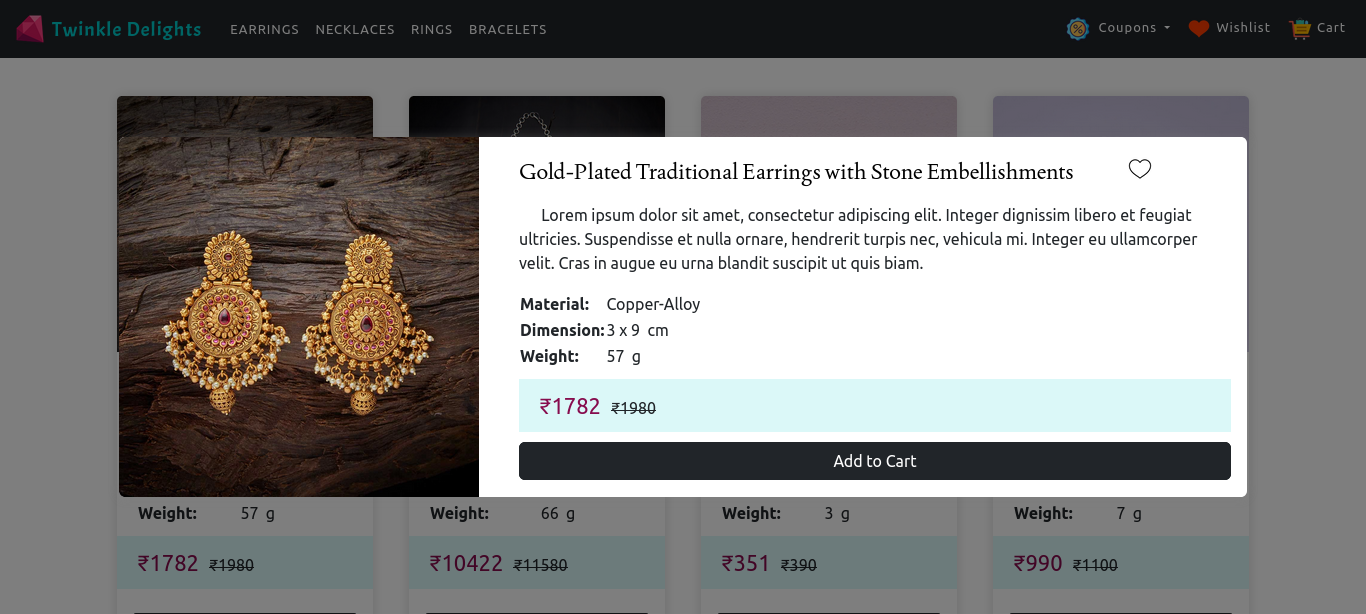 Twinkle Delights EARRINGS NECKLACES RINGS BRACELETS Coupons Wishlist Cart
Gold-Plated Traditional Earrings with Stone Embellishments
Lorem ipsum dolor sit amet, consectetur adipiscing elit. Integer dignissim libero et feugiat
ultricies. Suspendisse et nulla ornare, hendrerit turpis nec, vehicula mi. Integer eu ullamcorper
velit. Cras in augue eu urna blandit suscipit ut quis biam.
Material: Copper-Alloy
Dimension: 3 x 9 cm
Weight: 57 g
₹1782 ₹1980
Add to Cart
Weight: 57 g Weight: 66 g Weight: 3 g Weight: 7 g
₹1782 ₹1980 ₹10422 ₹11580 ₹351 ₹390 ₹990 ₹1100